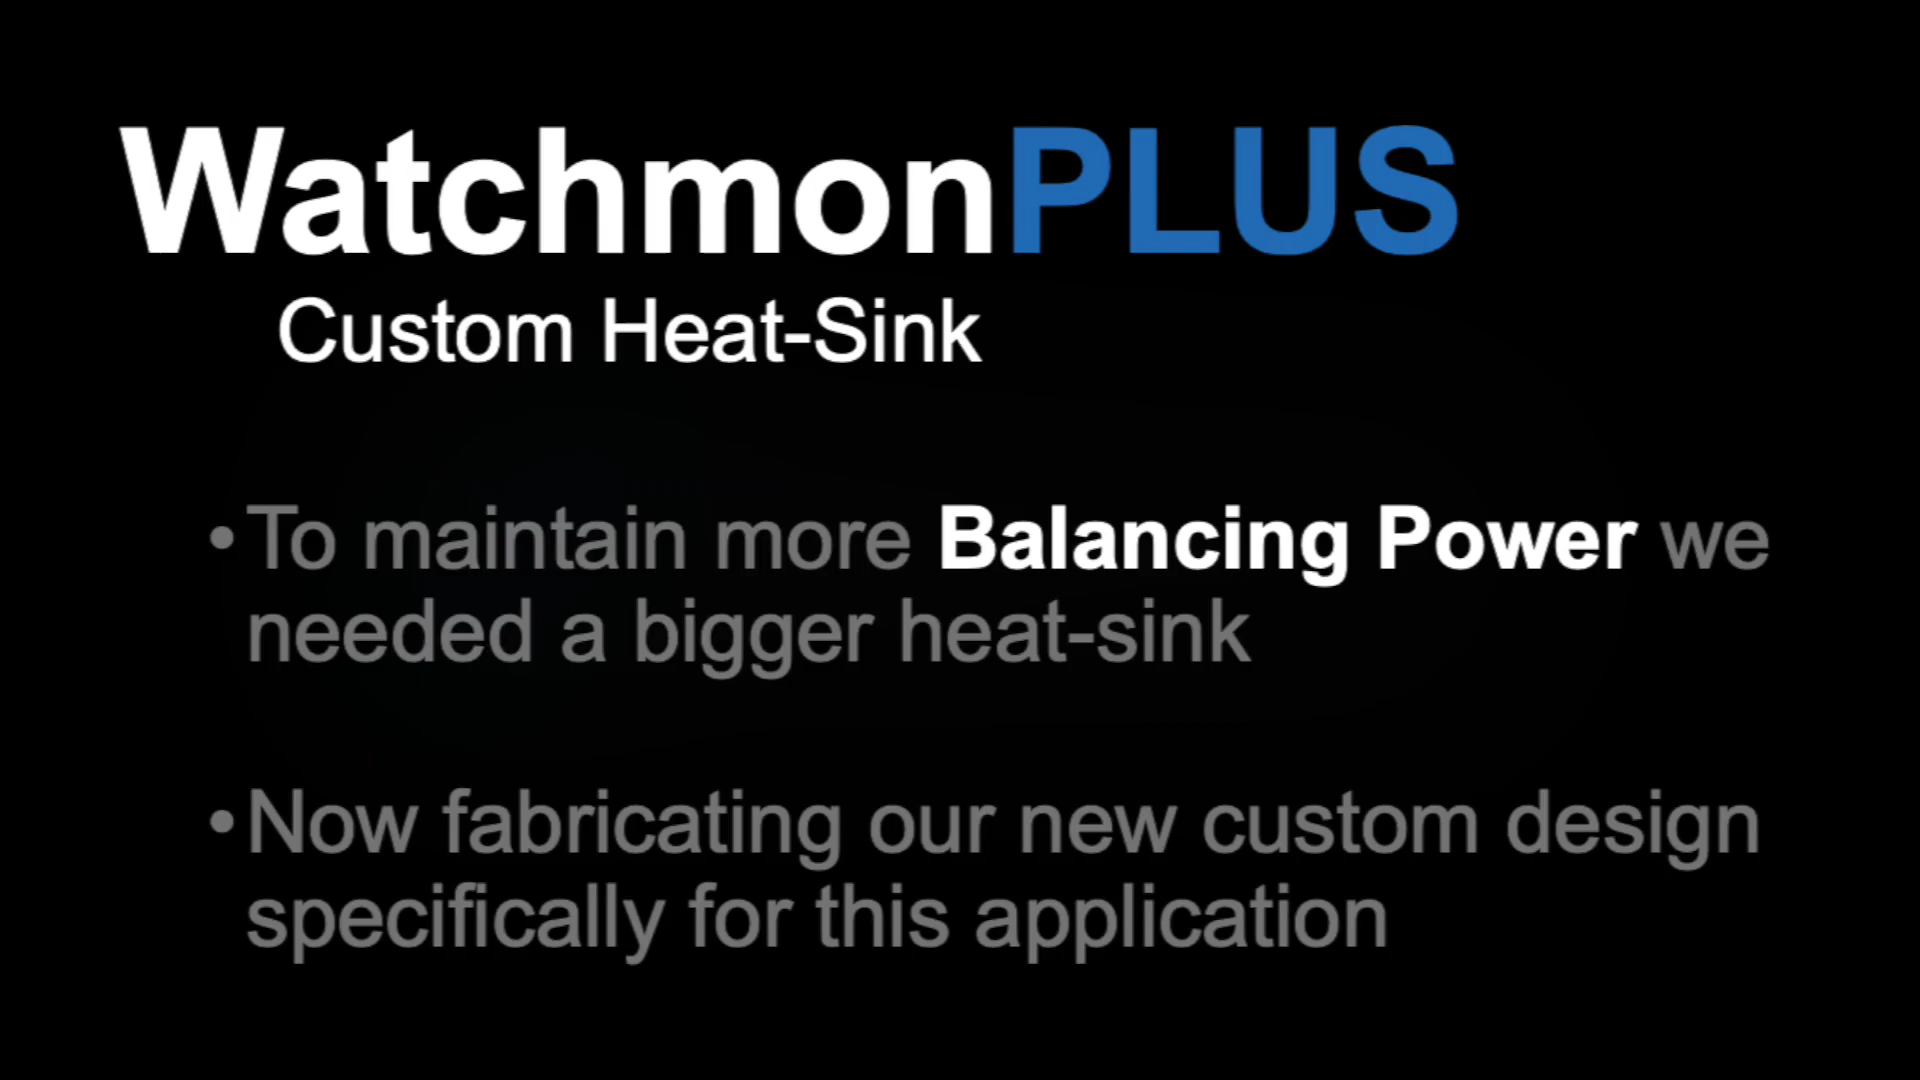 WatchmonPLUS
Custom Heat-Sink
•To maintain more Balancing Power we
needed a bigger heat-sink
•Now fabricating our new custom design
specifically for this application